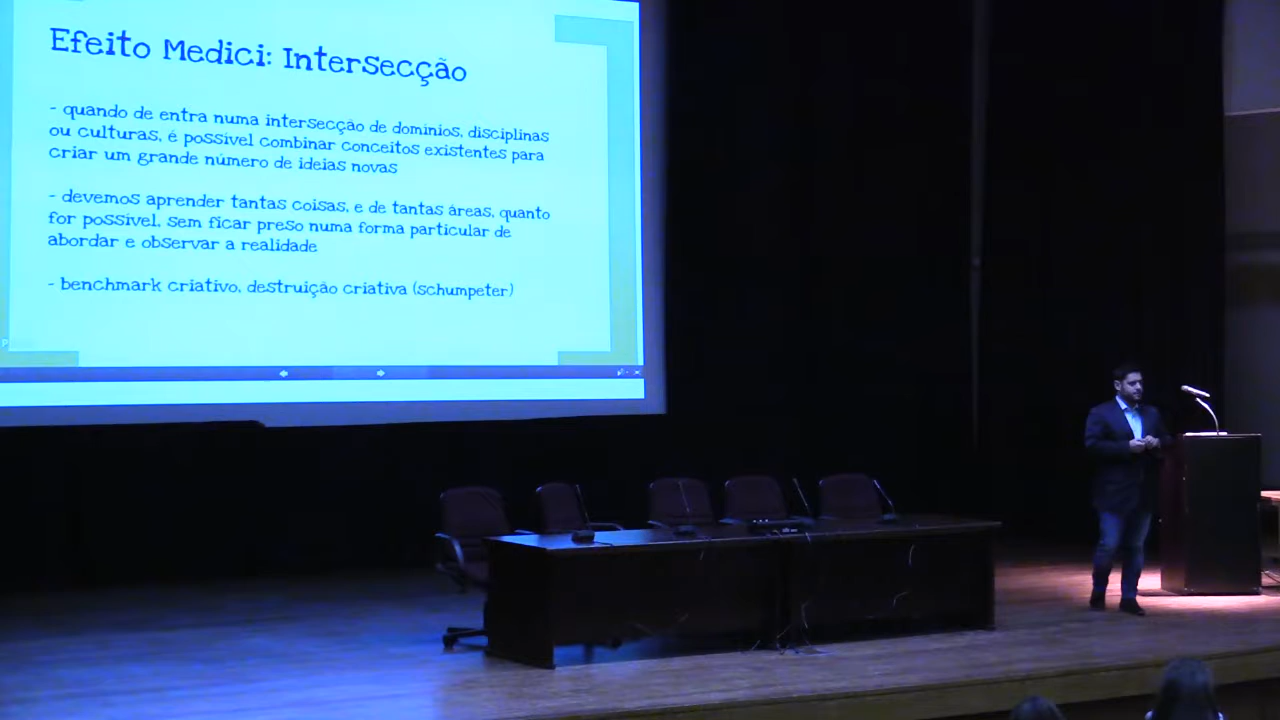 Efeito Medici: Intersecção
- quando de entra numa intersecção de domínios, disciplinas
ou culturas, é possível combinar conceitos existentes para
criar um grande número de ideias novas
- devemos aprender tantas coisas, e de tantas áreas, quanto
for possível, sem ficar preso numa forma particular de
abordar e observar a realidade
- benchmark criativo, destruição criativa (schumpeter)